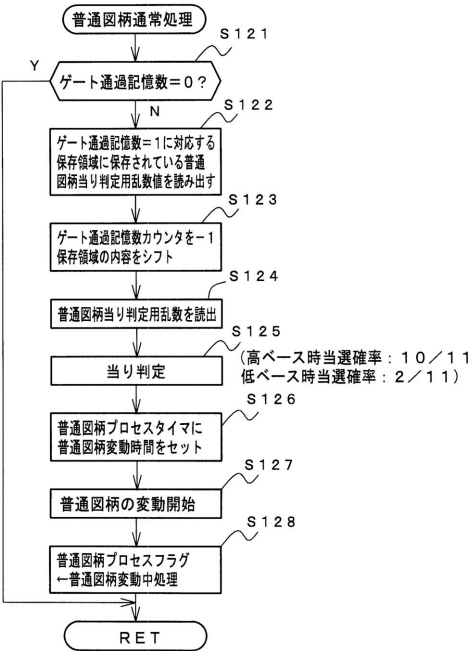 普通図柄通常処理
S121
Y
ゲート通過記憶数=0?
N
S122
ゲート通過記憶数=1に対応する
保存領域に保存されている普通
図柄当り判定用乱数値を読み出す
S123
ゲート通過記憶数カウンタを-1
保存領域の内容をシフト
S124
普通図柄当り判定用乱数を読出
S125
当り判定
(高ベース時当選確率:10/11
低ベース時当選確率:2/11)
S126
普通図柄プロセスタイマに
普通図柄変動時間をセット
S127
普通図柄の変動開始
S128
普通図柄プロセスフラグ
←普通図柄変動中処理
RET